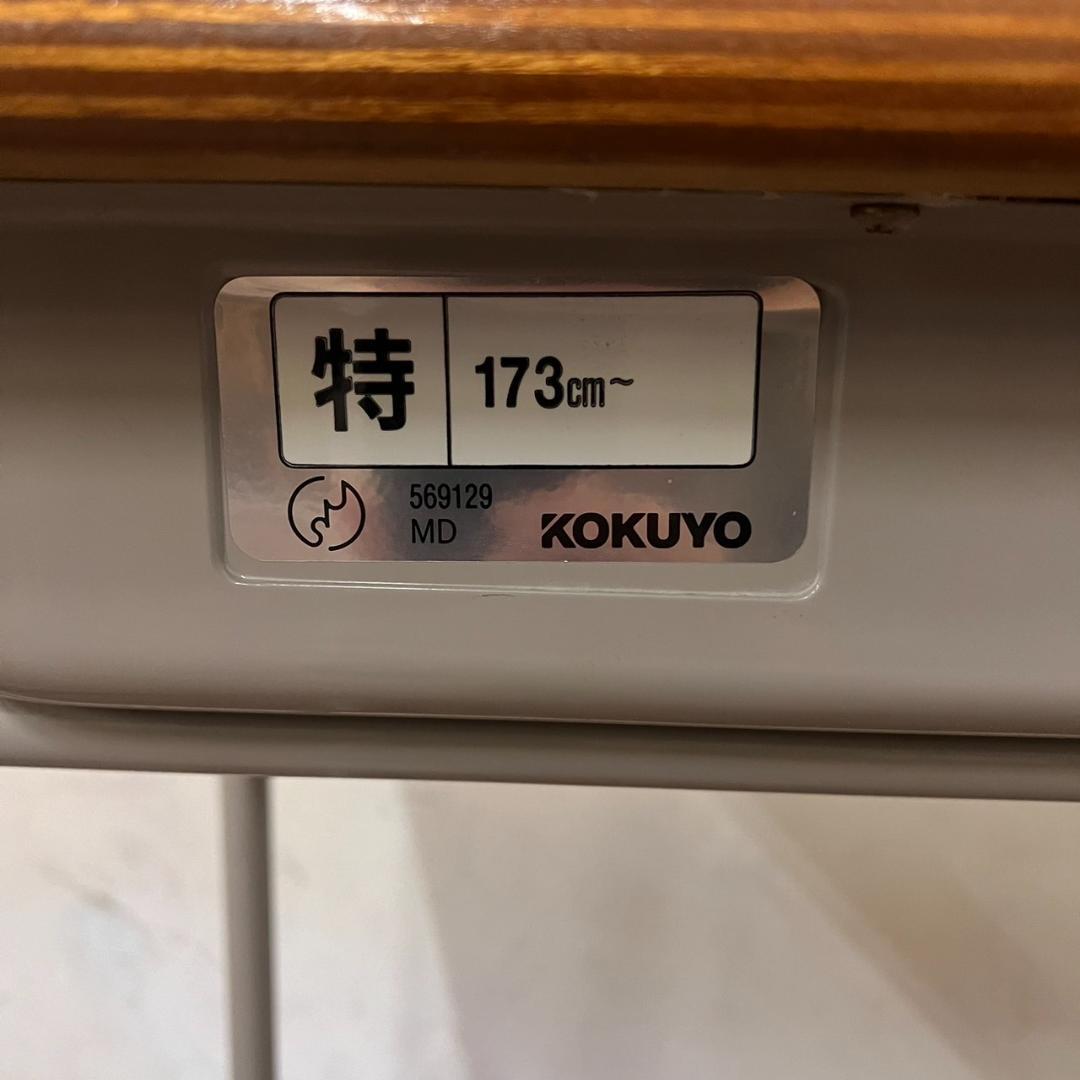 特 173cm~
569129
MD
KOKUYO